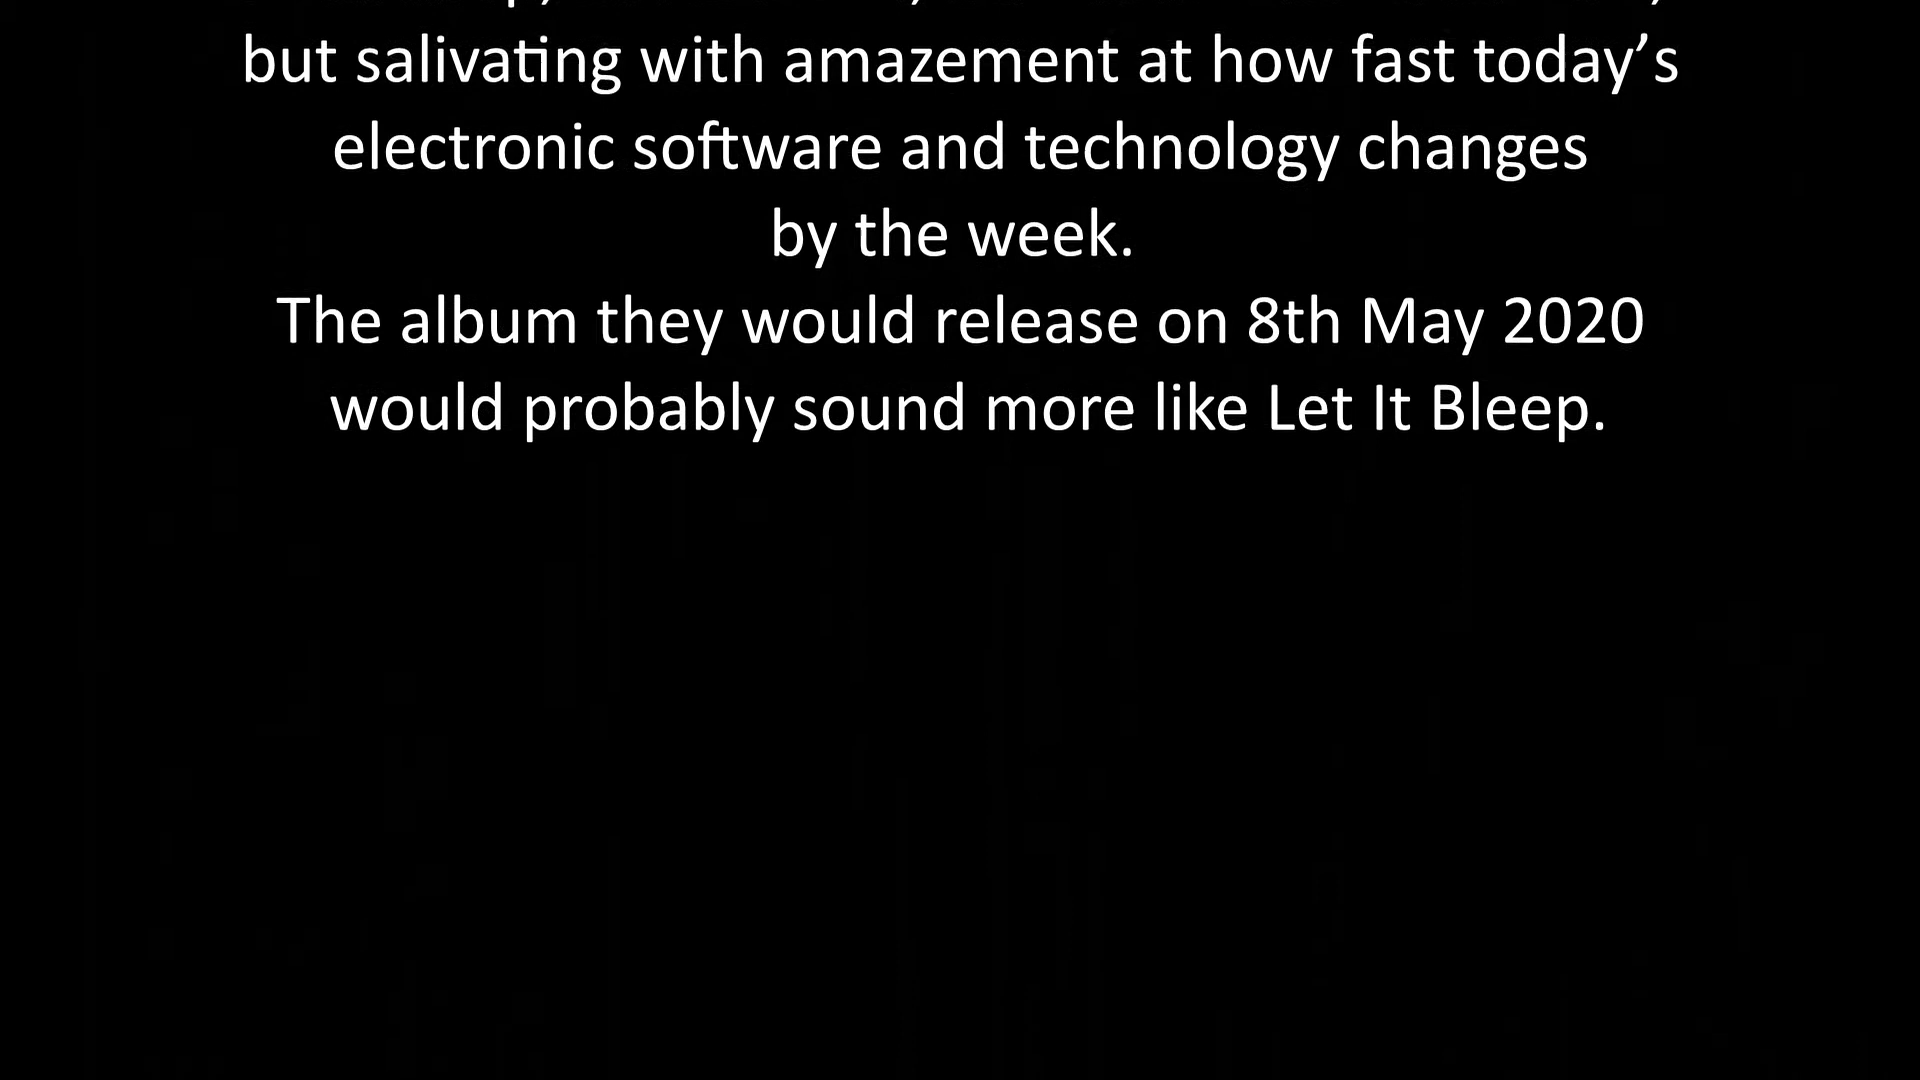 but salivating with amazement at how fast today’s
electronic software and technology changes
by the week.
The album they would release on 8th May 2020
would probably sound more like Let It Bleep.